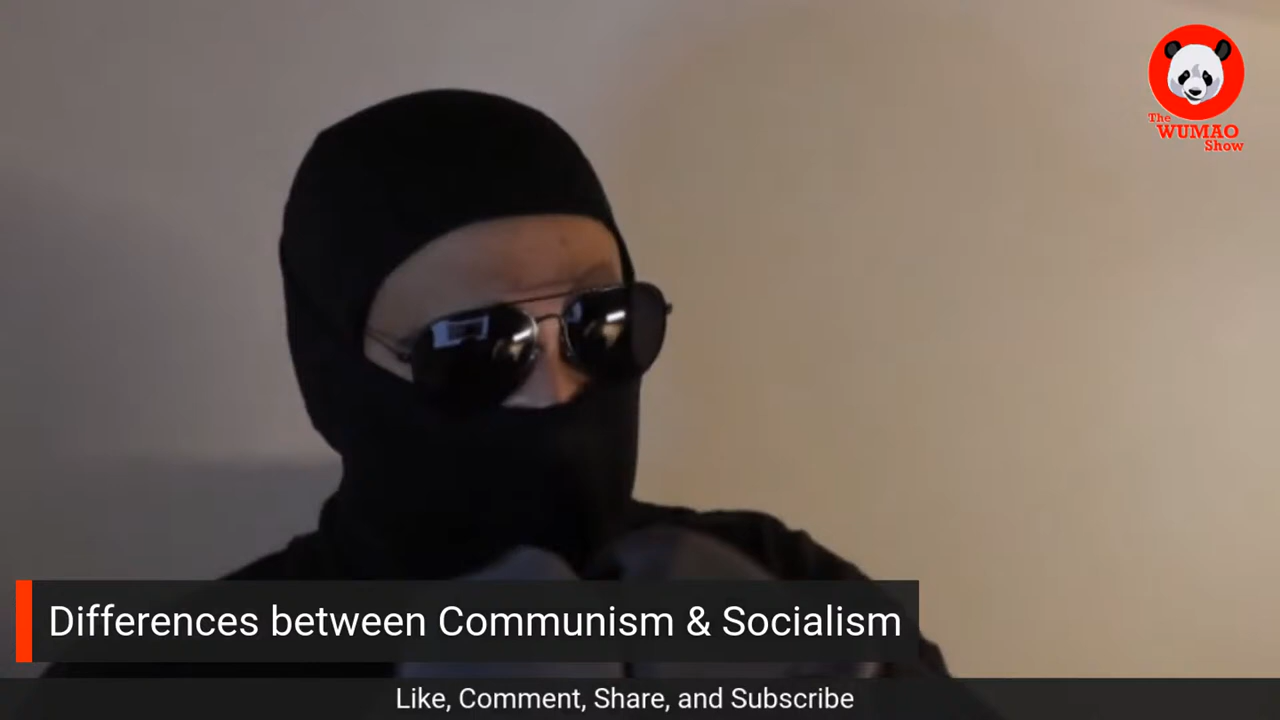 The
WUMAO
Show
Differences between Communism & Socialism
Like, Comment, Share, and Subscribe